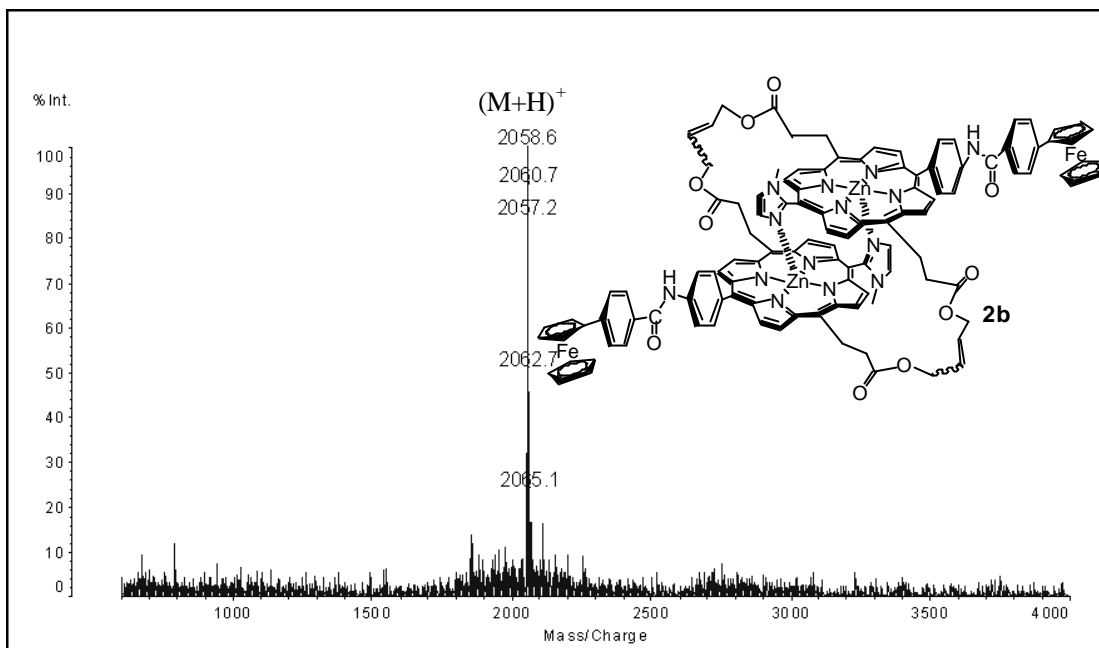 % Int.
(M+H)+
2058.6
2060.7
2057.2
2062.7
2065.1
100
90
80
70
60
50
40
30
20
10
0
1000
1500
2000
2500
3000
3500
4000
Mass/Charge
O
O
O
O
H
N
C
O
Fe
N
N
N
N
N
Zn
N
N
N
N
N
N
Zn
N
N
N
H
N
C
O
Fe
O
O
O
O
2b